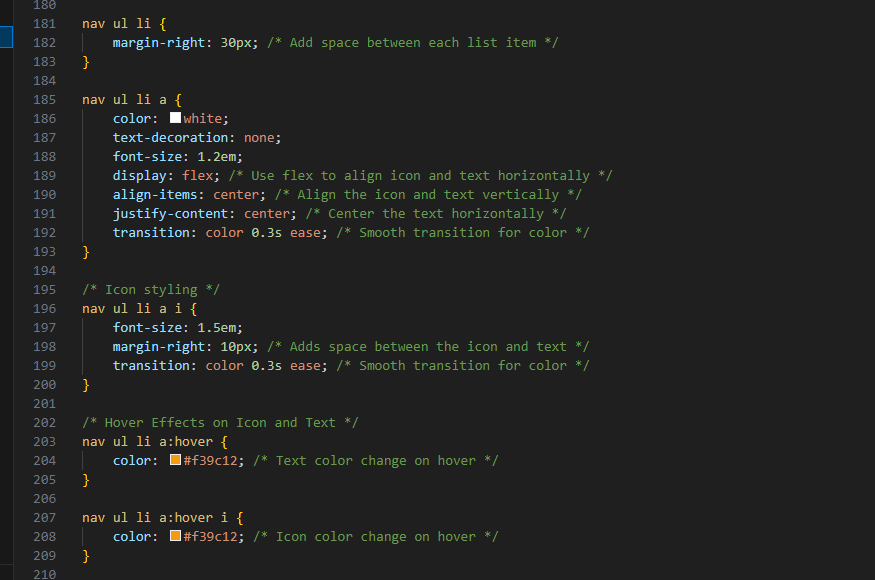 180
181 nav ul li {
182     margin-right: 30px; /* Add space between each list item */
183 }
184
185 nav ul li a {
186     color: white;
187     text-decoration: none;
188     font-size: 1.2em;
189     display: flex; /* Use flex to align icon and text horizontally */
190     align-items: center; /* Align the icon and text vertically */
191     justify-content: center; /* Center the text horizontally */
192     transition: color 0.3s ease; /* Smooth transition for color */
193 }
194
195 /* Icon styling */
196 nav ul li a i {
197     font-size: 1.5em;
198     margin-right: 10px; /* Adds space between the icon and text */
199     transition: color 0.3s ease; /* Smooth transition for color */
200 }
201
202 /* Hover Effects on Icon and Text */
203 nav ul li a:hover {
204     color: #f39c12; /* Text color change on hover */
205 }
206
207 nav ul li a:hover i {
208     color: #f39c12; /* Icon color change on hover */
209 }
210